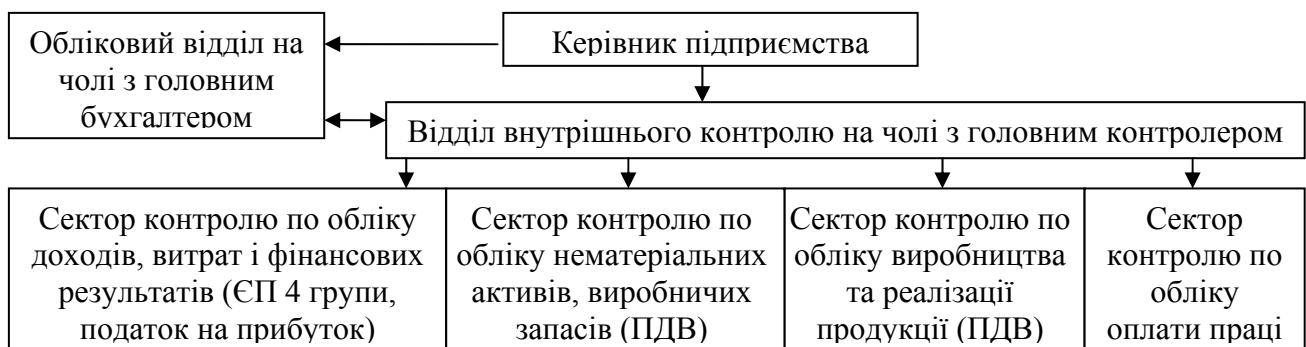 Обліковий відділ на
чолі з головним
бухгалтером
Керівник підприємства
Відділ внутрішнього контролю на чолі з головним контролером
Сектор контролю по обліку
доходів, витрат і фінансових
результатів (ЄП 4 групи,
податок на прибуток)
Сектор контролю по
обліку нематеріальних
активів, виробничих
запасів (ПДВ)
Сектор контролю по
обліку виробництва
та реалізації
продукції (ПДВ)
Сектор
контролю по
обліку
оплати праці